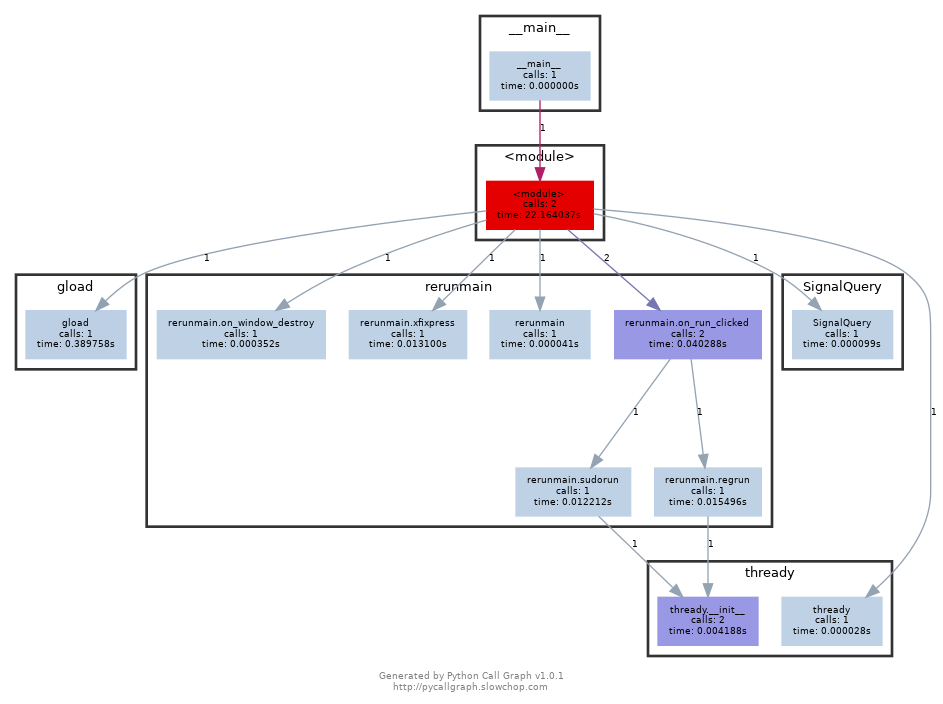 __main__
__main__
calls: 1
time: 0.000000s
1
<module>
<module>
calls: 2
time: 22.164037s
1
1
1
1
2
1
gload
gload
calls: 1
time: 0.389758s
rerunmain
rerunmain.on_window_destroy
calls: 1
time: 0.000352s
rerunmain.xfixpress
calls: 1
time: 0.013100s
rerunmain
calls: 1
time: 0.000041s
rerunmain.on_run_clicked
calls: 2
time: 0.040288s
SignalQuery
SignalQuery
calls: 1
time: 0.000099s
1
1
1
rerunmain.sudorun
calls: 1
time: 0.012212s
rerunmain.regrun
calls: 1
time: 0.015496s
1
1
thready
thready.__init__
calls: 2
time: 0.004188s
thready
calls: 1
time: 0.000028s
Generated by Python Call Graph v1.0.1
http://pycallgraph.slowchop.com